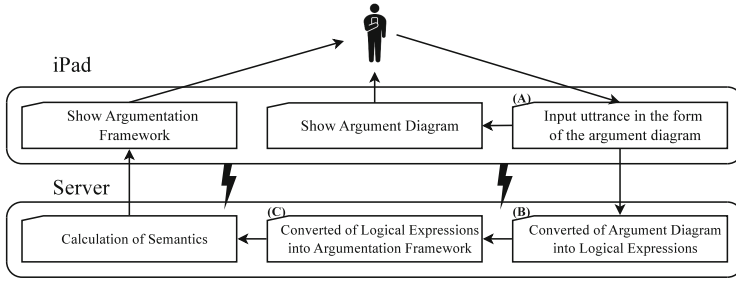 iPad
Show Argumentation
Framework
Show Argument Diagram
(A)
Input uttrance in the form
of the argument diagram
Server
Calculation of Semantics
(C)
Converted of Logical Expressions
into Argumentation Framework
(B)
Converted of Argument Diagram
into Logical Expressions